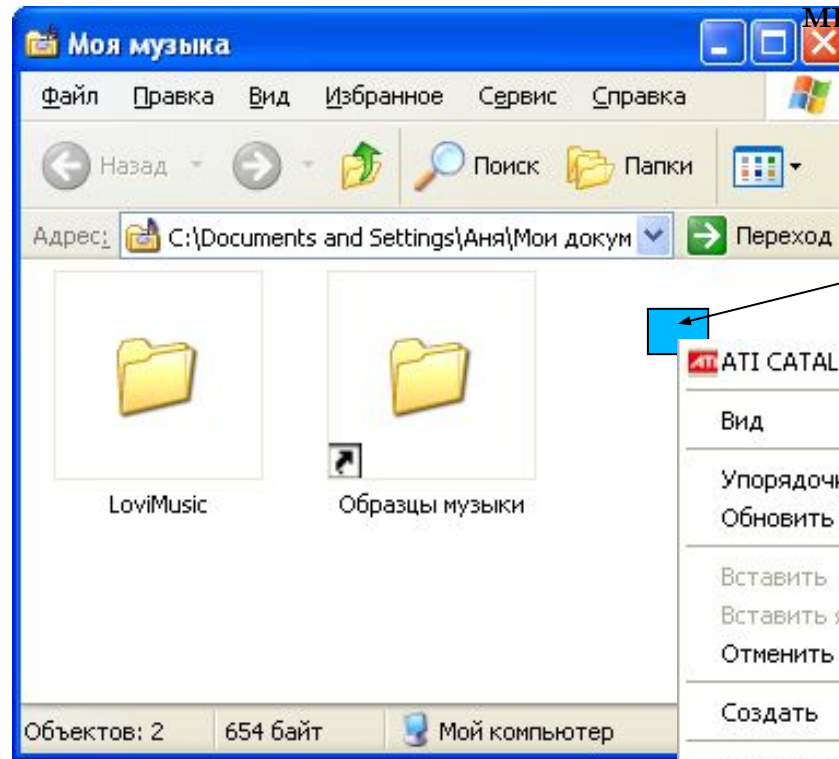 Моя музыка
Файл Правка Вид Избранное Сервис Справка
Назад Поиск Папки
Адрес: C:\Documents and Settings\Аня\Мои докум Переход
ATI CATAL
Вид
Упорядочи
Обновить
LoviMusic Образцы музыки
Вставить
Вставить я
Отменить
Создать
Объектов: 2 654 байт Мой компьютер